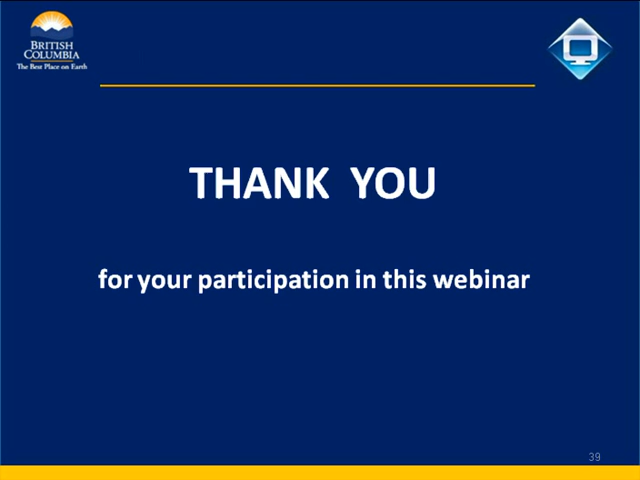 BRITISH
COLUMBIA
The Best Place on Earth
THANK YOU
for your participation in this webinar
39